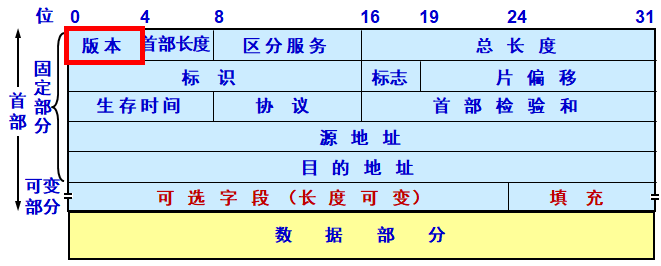 位 0 4 8 16 19 24 31
版本 首部长度 区分服务 总长度
标识 标志 片偏移
生存时间 协议 首部检验和
源地址
目的地址
可选字段（长度可变） 填充
数据部分
首部
固定部分
可变部分